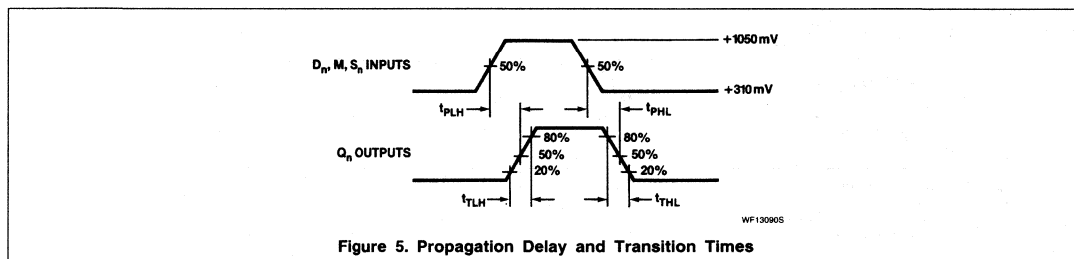 +1050 mV
Dn, M, Sn INPUTS
50%
50%
+310 mV
tPLH
tPHL
80%
80%
Qn OUTPUTS
50%
50%
20%
20%
tTLH
tTHL
WF13090S
Figure 5. Propagation Delay and Transition Times